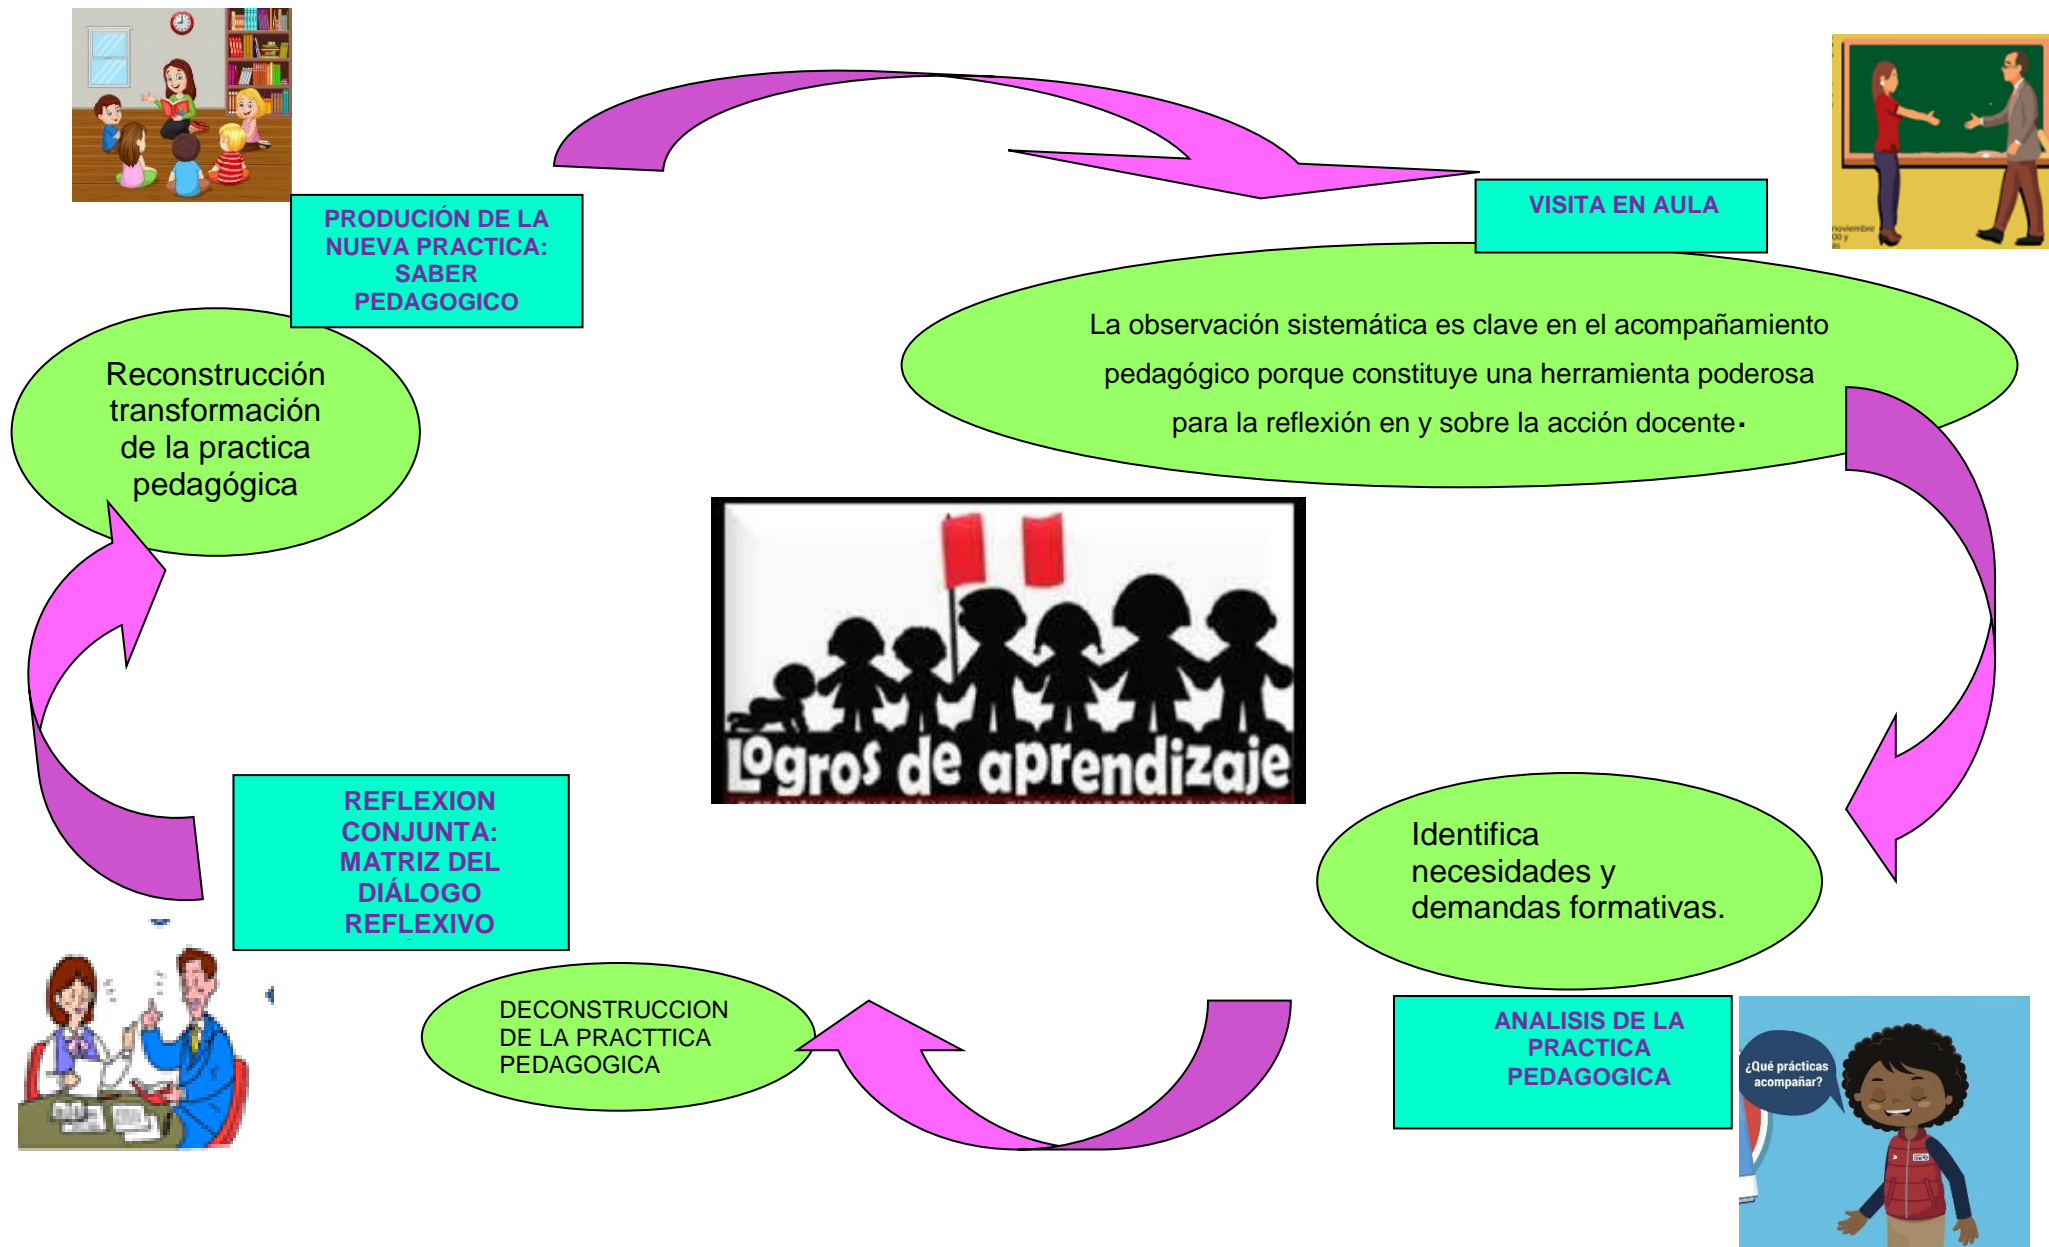 PRODUCIÓN DE LA
NUEVA PRACTICA:
SABER
PEDAGOGICO
VISITA EN AULA
noviembre
00 y
as
La observación sistemática es clave en el acompañamiento
pedagógico porque constituye una herramienta poderosa
para la reflexión en y sobre la acción docente.
Reconstrucción
transformación
de la practica
pedagógica
Logros de aprendizaje
REFLEXION
CONJUNTA:
MATRIZ DEL
DIÁLOGO
REFLEXIVO
Identifica
necesidades y
demandas formativas.
DECONSTRUCCION
DE LA PRACTTICA
PEDAGOGICA
ANALISIS DE LA
PRACTICA
PEDAGOGICA
¿Qué prácticas
acompañar?